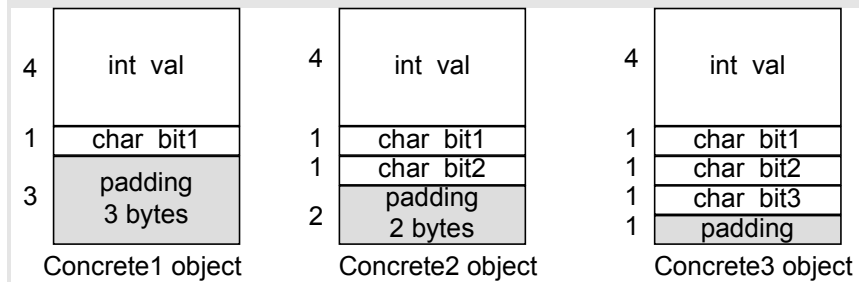 4
int val
1
char bit1
3
padding
3 bytes
Concrete1 object
4
int val
1
char bit1
1
char bit2
2
padding
2 bytes
Concrete2 object
4
int val
1
char bit1
1
char bit2
1
char bit3
1
padding
Concrete3 object